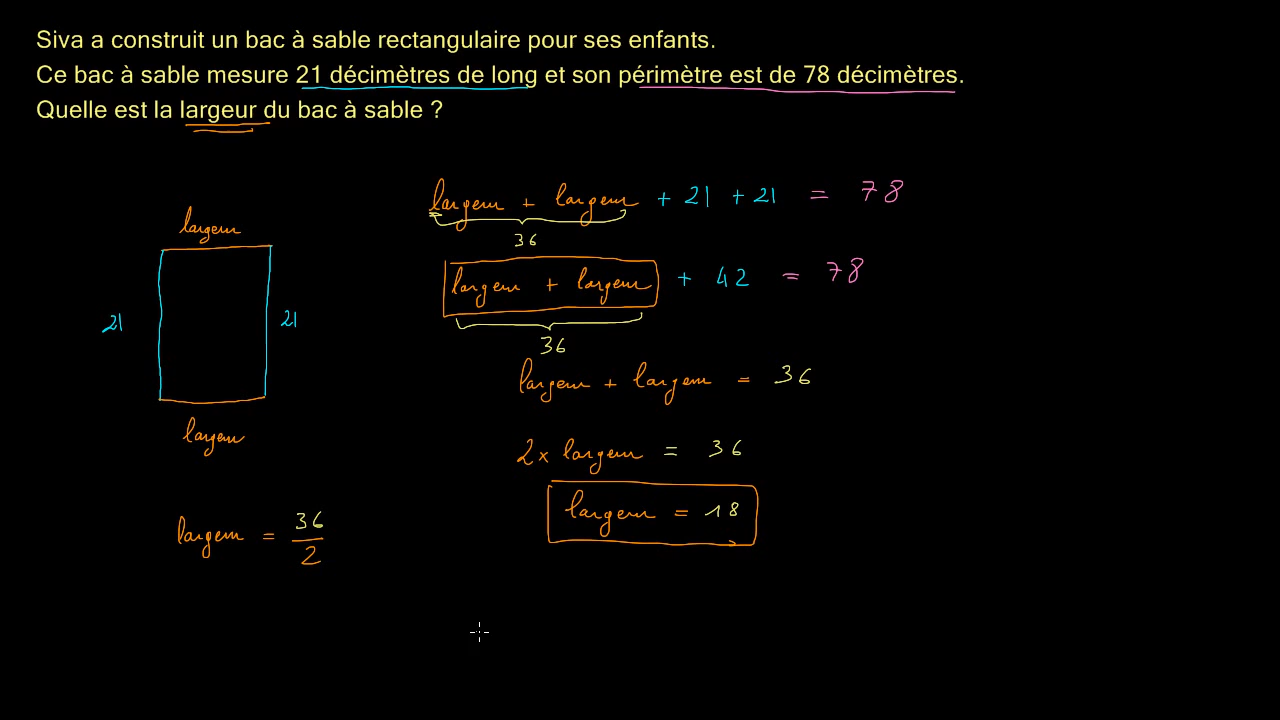 Siva a construit un bac à sable rectangulaire pour ses enfants.
Ce bac à sable mesure 21 décimètres de long et son périmètre est de 78 décimètres.
Quelle est la largeur du bac à sable ?
largeur + largeur + 21 + 21 = 78
36
largeur
largeur + largeur + 42 = 78
36
21
21
largeur + largeur = 36
largeur
2x largeur = 36
largeur = 18
largeur = 36
2